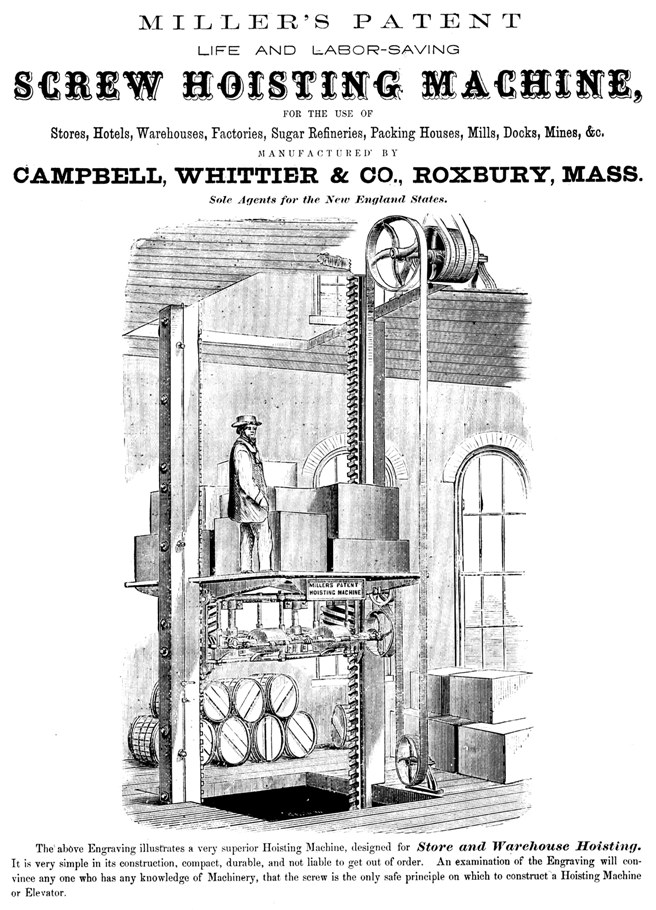 MILLER'S PATENT
LIFE AND LABOR-SAVING
SCREW HOISTING MACHINE,
FOR THE USE OF
Stores, Hotels, Warehouses, Factories, Sugar Refineries, Packing Houses, Mills, Docks, Mines, &c.
MANUFACTURED BY
CAMPBELL, WHITTIER & CO., ROXBURY, MASS.
Sole Agents for the New England States.
MILLERS PATENT
HOISTING MACHINE
The above Engraving illustrates a very superior Hoisting Machine, designed for Store and Warehouse Hoisting.
It is very simple in its construction, compact, durable, and not liable to get out of order. An examination of the Engraving will con-
vince any one who has any knowledge of Machinery, that the screw is the only safe principle on which to construct a Hoisting Machine
or Elevator.